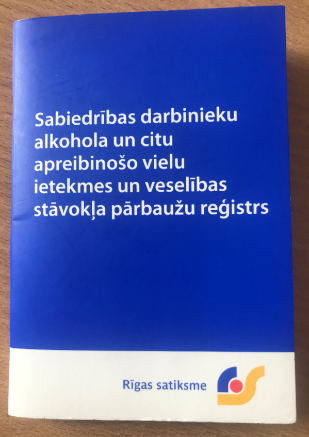 Sabiedrības darbinieku
alkohola un citu
apreibinošo vielu
ietekmes un veselības
stāvokļa pārbaužu reģistrs
Rīgas satiksme